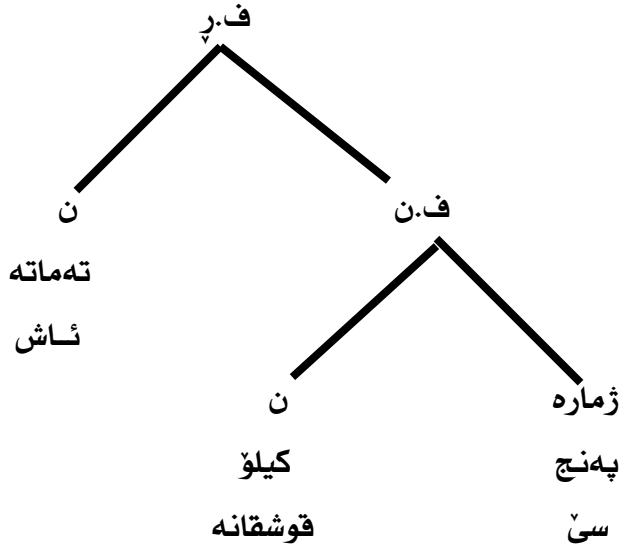 ف.ڕ
ف.ن
ن
تەماتە
ئـاش
ژمارە
ن
پەنج
کیلۆ
سێ
قوشقانە